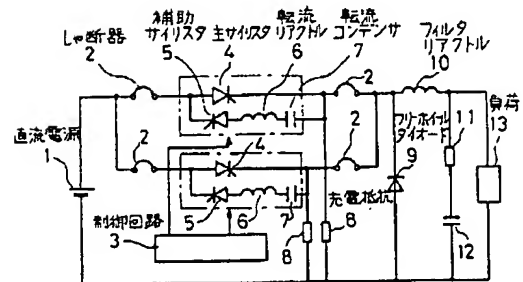 しゃ断器
2
補助
サイリスタ
5
主サイリスタ
4
転流
リアクトル
6
転流
コンデンサ
7
2
フィルタ
リアクトル
10
直流電源
1
2
4
2
フリーホイール
ダイオード
9
11
負荷
13
5
6
7
充電抵抗
8
8
制御回路
3
12